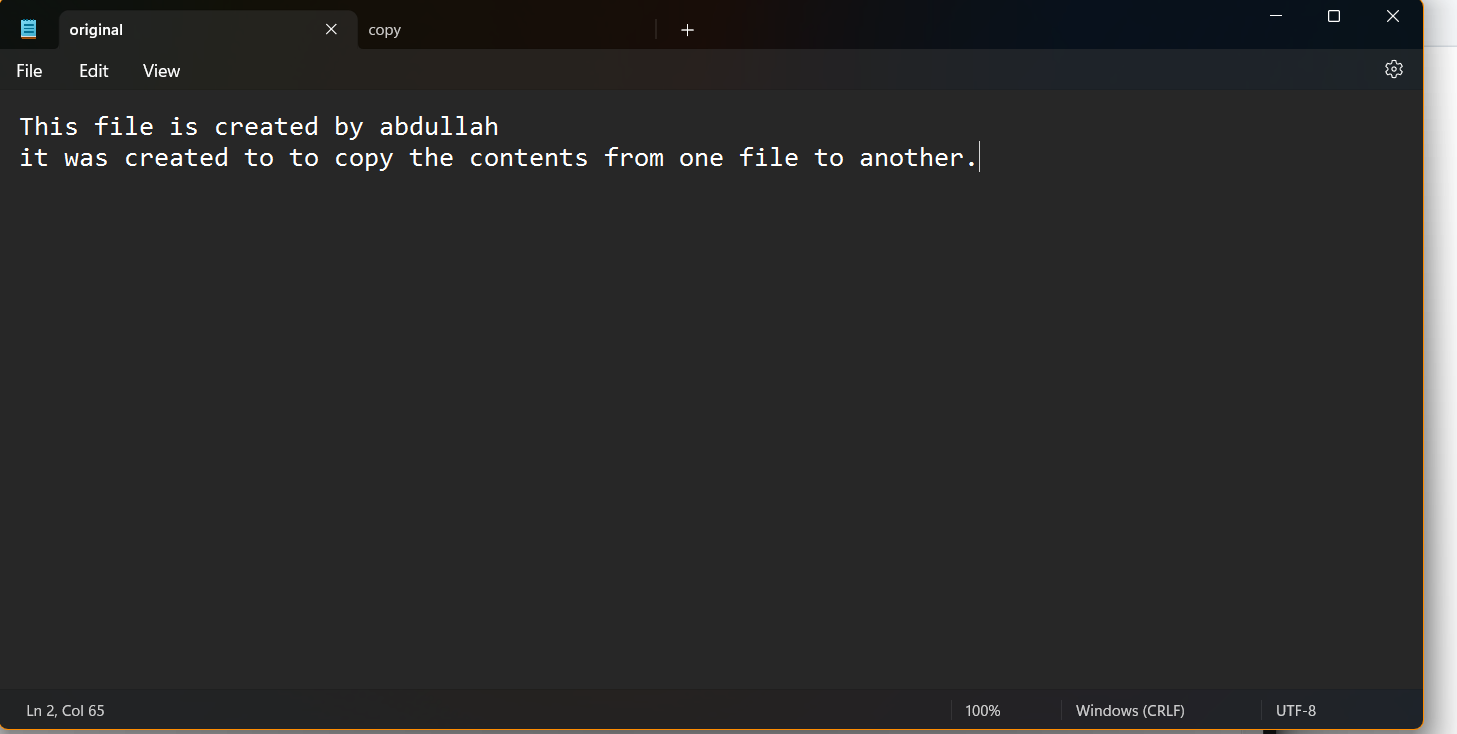 original copy
File Edit View
This file is created by abdullah
it was created to to copy the contents from one file to another.
Ln 2, Col 65 100% Windows (CRLF) UTF-8